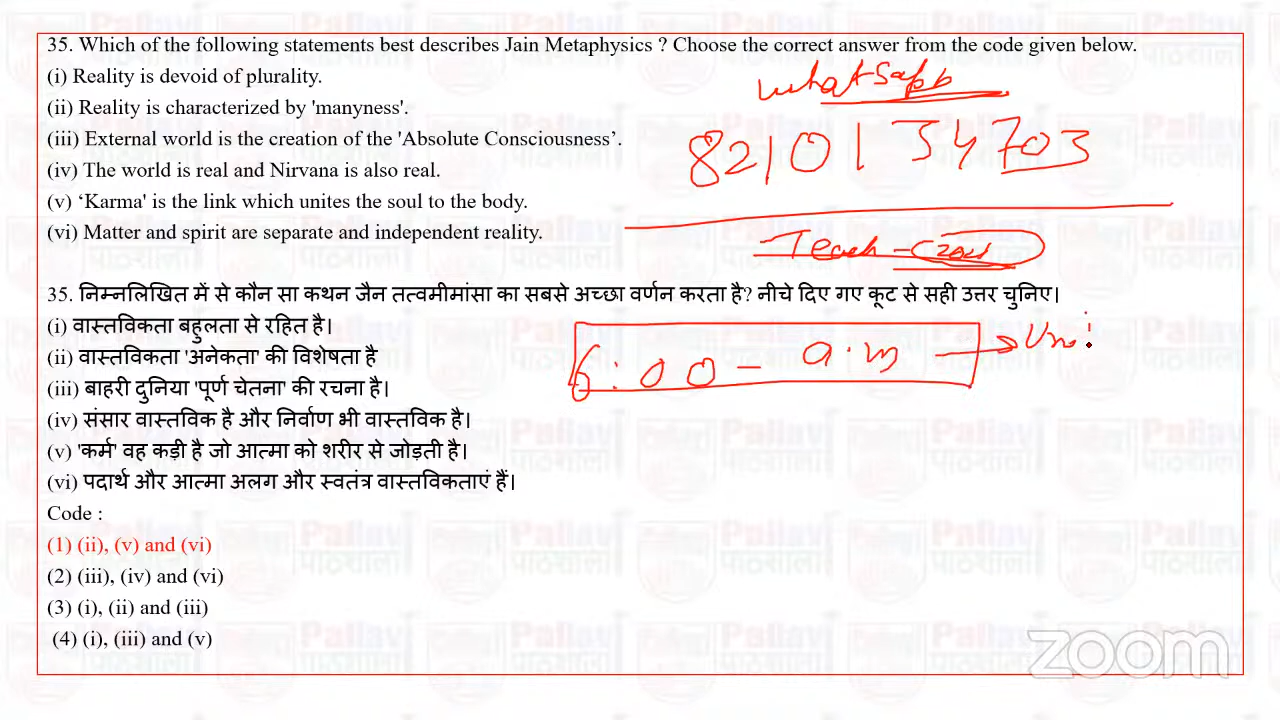 35. Which of the following statements best describes Jain Metaphysics ? Choose the correct answer from the code given below.
(i) Reality is devoid of plurality.
(ii) Reality is characterized by 'manyness'.
(iii) External world is the creation of the 'Absolute Consciousness’.
(iv) The world is real and Nirvana is also real.
(v) ‘Karma' is the link which unites the soul to the body.
(vi) Matter and spirit are separate and independent reality.
whatsapp
82101 34703
Teach
35. निम्नलिखित में से कौन सा कथन जैन तत्वमीमांसा का सबसे अच्छा वर्णन करता है? नीचे दिए गए कूट से सही उत्तर चुनिए।
(i) वास्तविकता बहुलता से रहित है।
(ii) वास्तविकता 'अनेकता' की विशेषता है
(iii) बाहरी दुनिया 'पूर्ण चेतना' की रचना है।
(iv) संसार वास्तविक है और निर्वाण भी वास्तविक है।
(v) 'कर्म' वह कड़ी है जो आत्मा को शरीर से जोड़ती है।
(vi) पदार्थ और आत्मा अलग और स्वतंत्र वास्तविकताएं हैं।
6:00 - a.m
Code :
(1) (ii), (v) and (vi)
(2) (iii), (iv) and (vi)
(3) (i), (ii) and (iii)
(4) (i), (iii) and (v)
zoom
Pallavi
पाठशाला